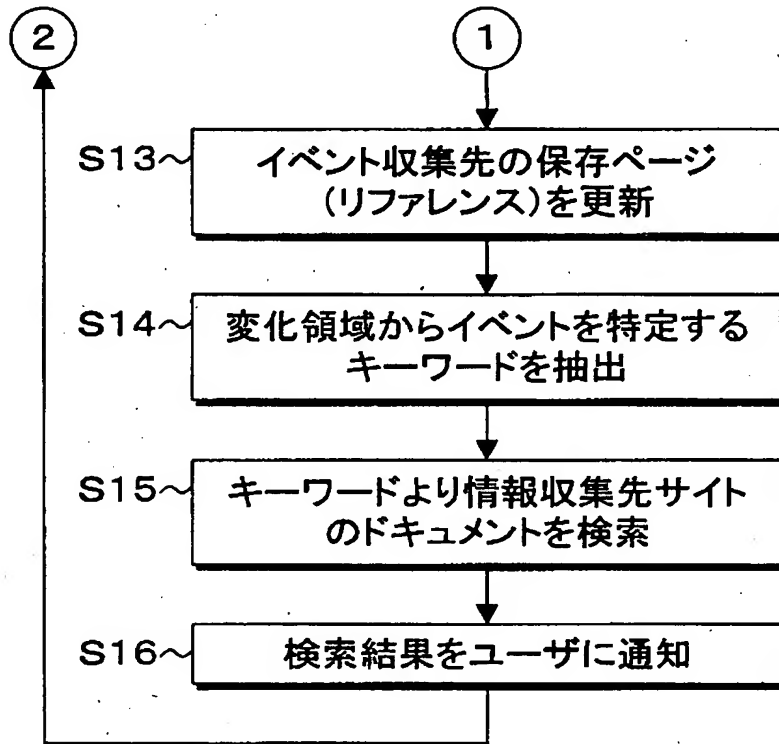 2
1
S13~
イベント収集先の保存ページ
(リファレンス)を更新
S14~
変化領域からイベントを特定する
キーワードを抽出
S15~
キーワードより情報収集先サイト
のドキュメントを検索
S16~
検索結果をユーザに通知